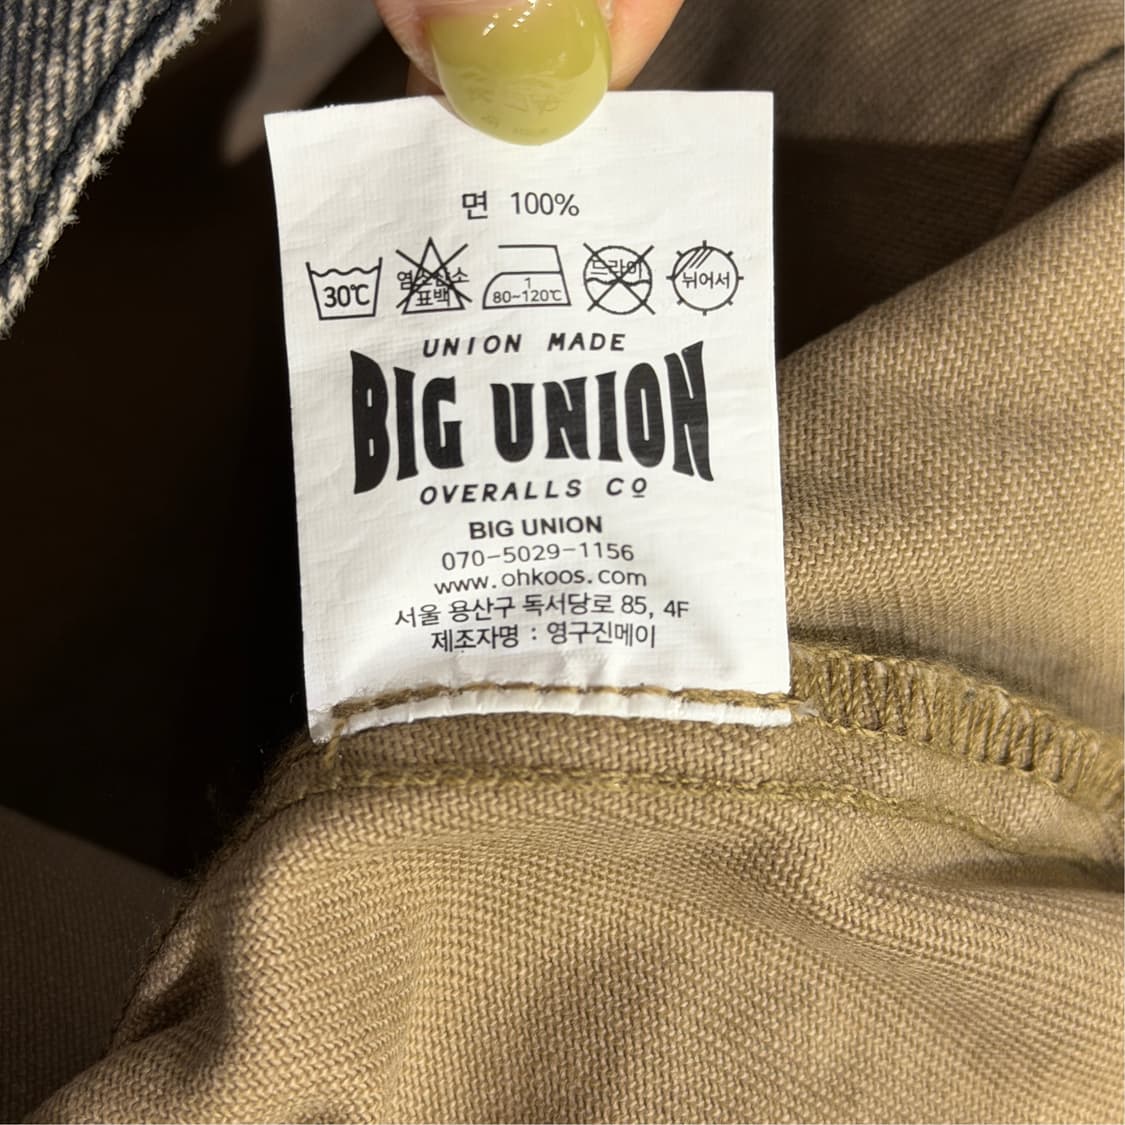 면 100%
30℃ 염소산소 표백 1 80~120℃ 드라이 뉘어서
UNION MADE
BIG UNION
OVERALLS Cº
BIG UNION
070-5029-1156
www.ohkoos.com
서울 용산구 독서당로 85, 4F
제조자명 : 영구진메이